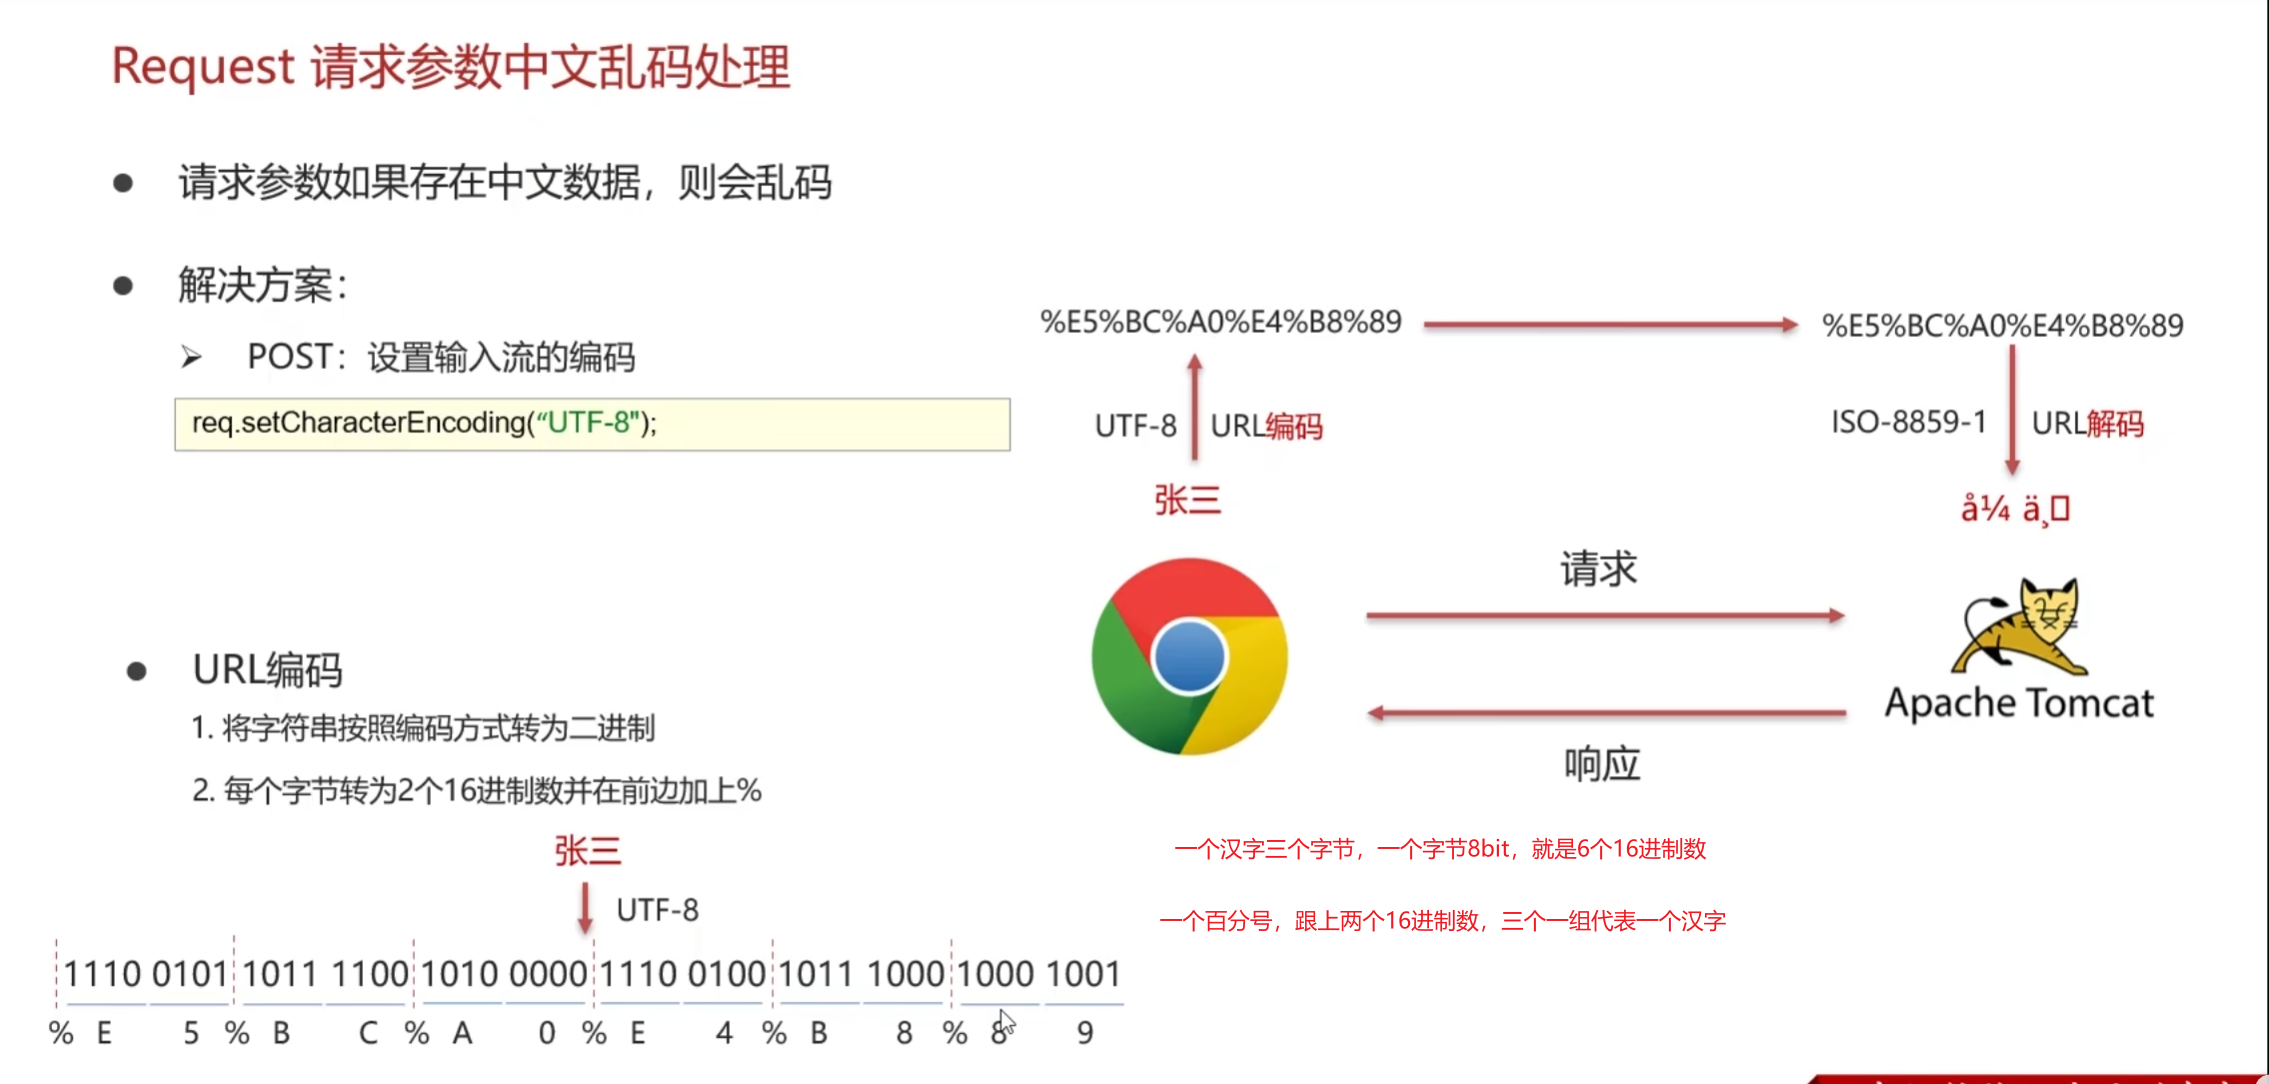 Request 请求参数中文乱码处理
请求参数如果存在中文数据，则会乱码
解决方案：
POST：设置输入流的编码
req.setCharacterEncoding(“UTF-8");
%E5%BC%A0%E4%B8%89
%E5%BC%A0%E4%B8%89
UTF-8 URL编码
ISO-8859-1 URL解码
张三
å¼ ä¸
请求
Apache Tomcat
响应
URL编码
1. 将字符串按照编码方式转为二进制
2. 每个字节转为2个16进制数并在前边加上%
张三
UTF-8
1110 0101 1011 1100 1010 0000 1110 0100 1011 1000 1000 1001
% E 5 % B C % A 0 % E 4 % B 8 % 8 9
一个汉字三个字节，一个字节8bit，就是6个16进制数
一个百分号，跟上两个16进制数，三个一组代表一个汉字